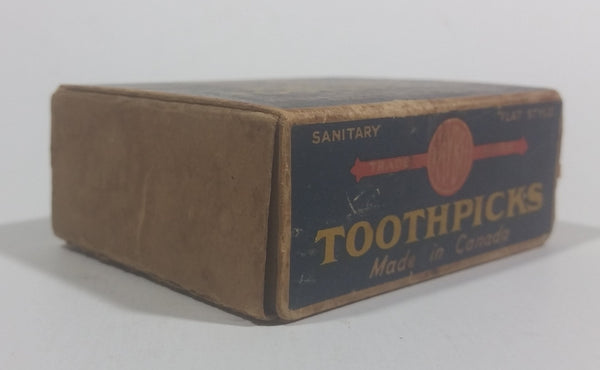 SANITARY "FLAT STYLE"
TRADE
TOOTHPICKS
Made in Canada